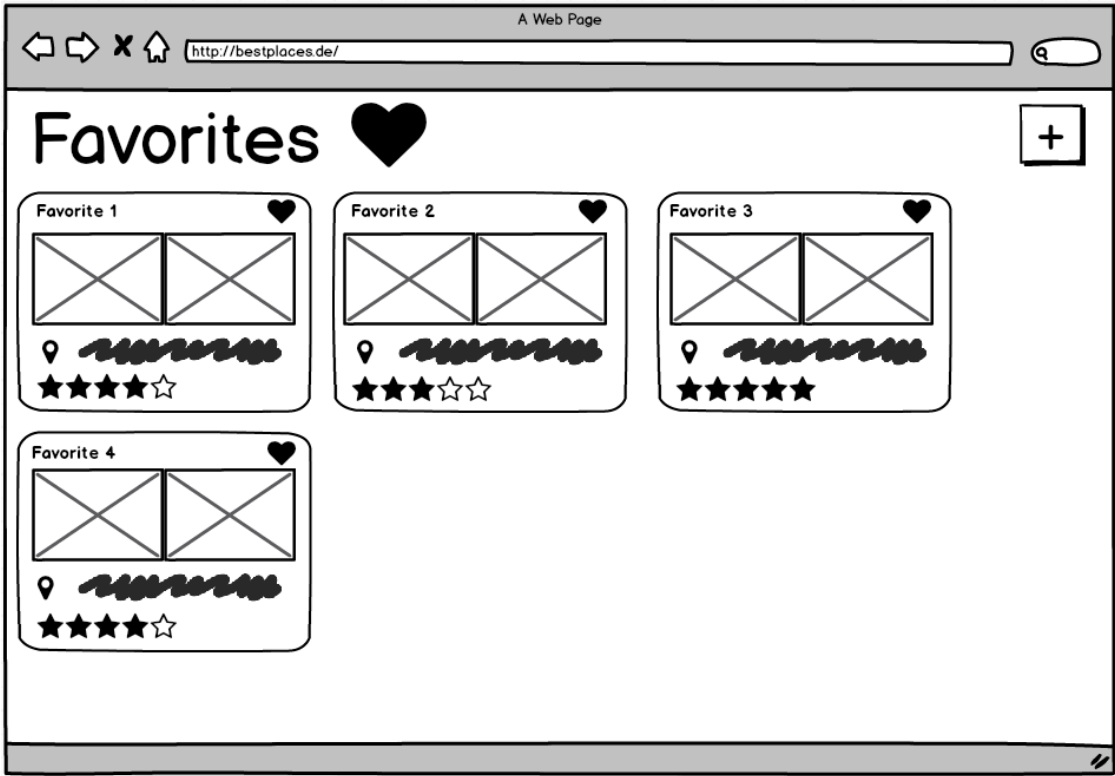 A Web Page
http://bestplaces.de/
Favorites
+
Favorite 1
Favorite 2
Favorite 3
Favorite 4